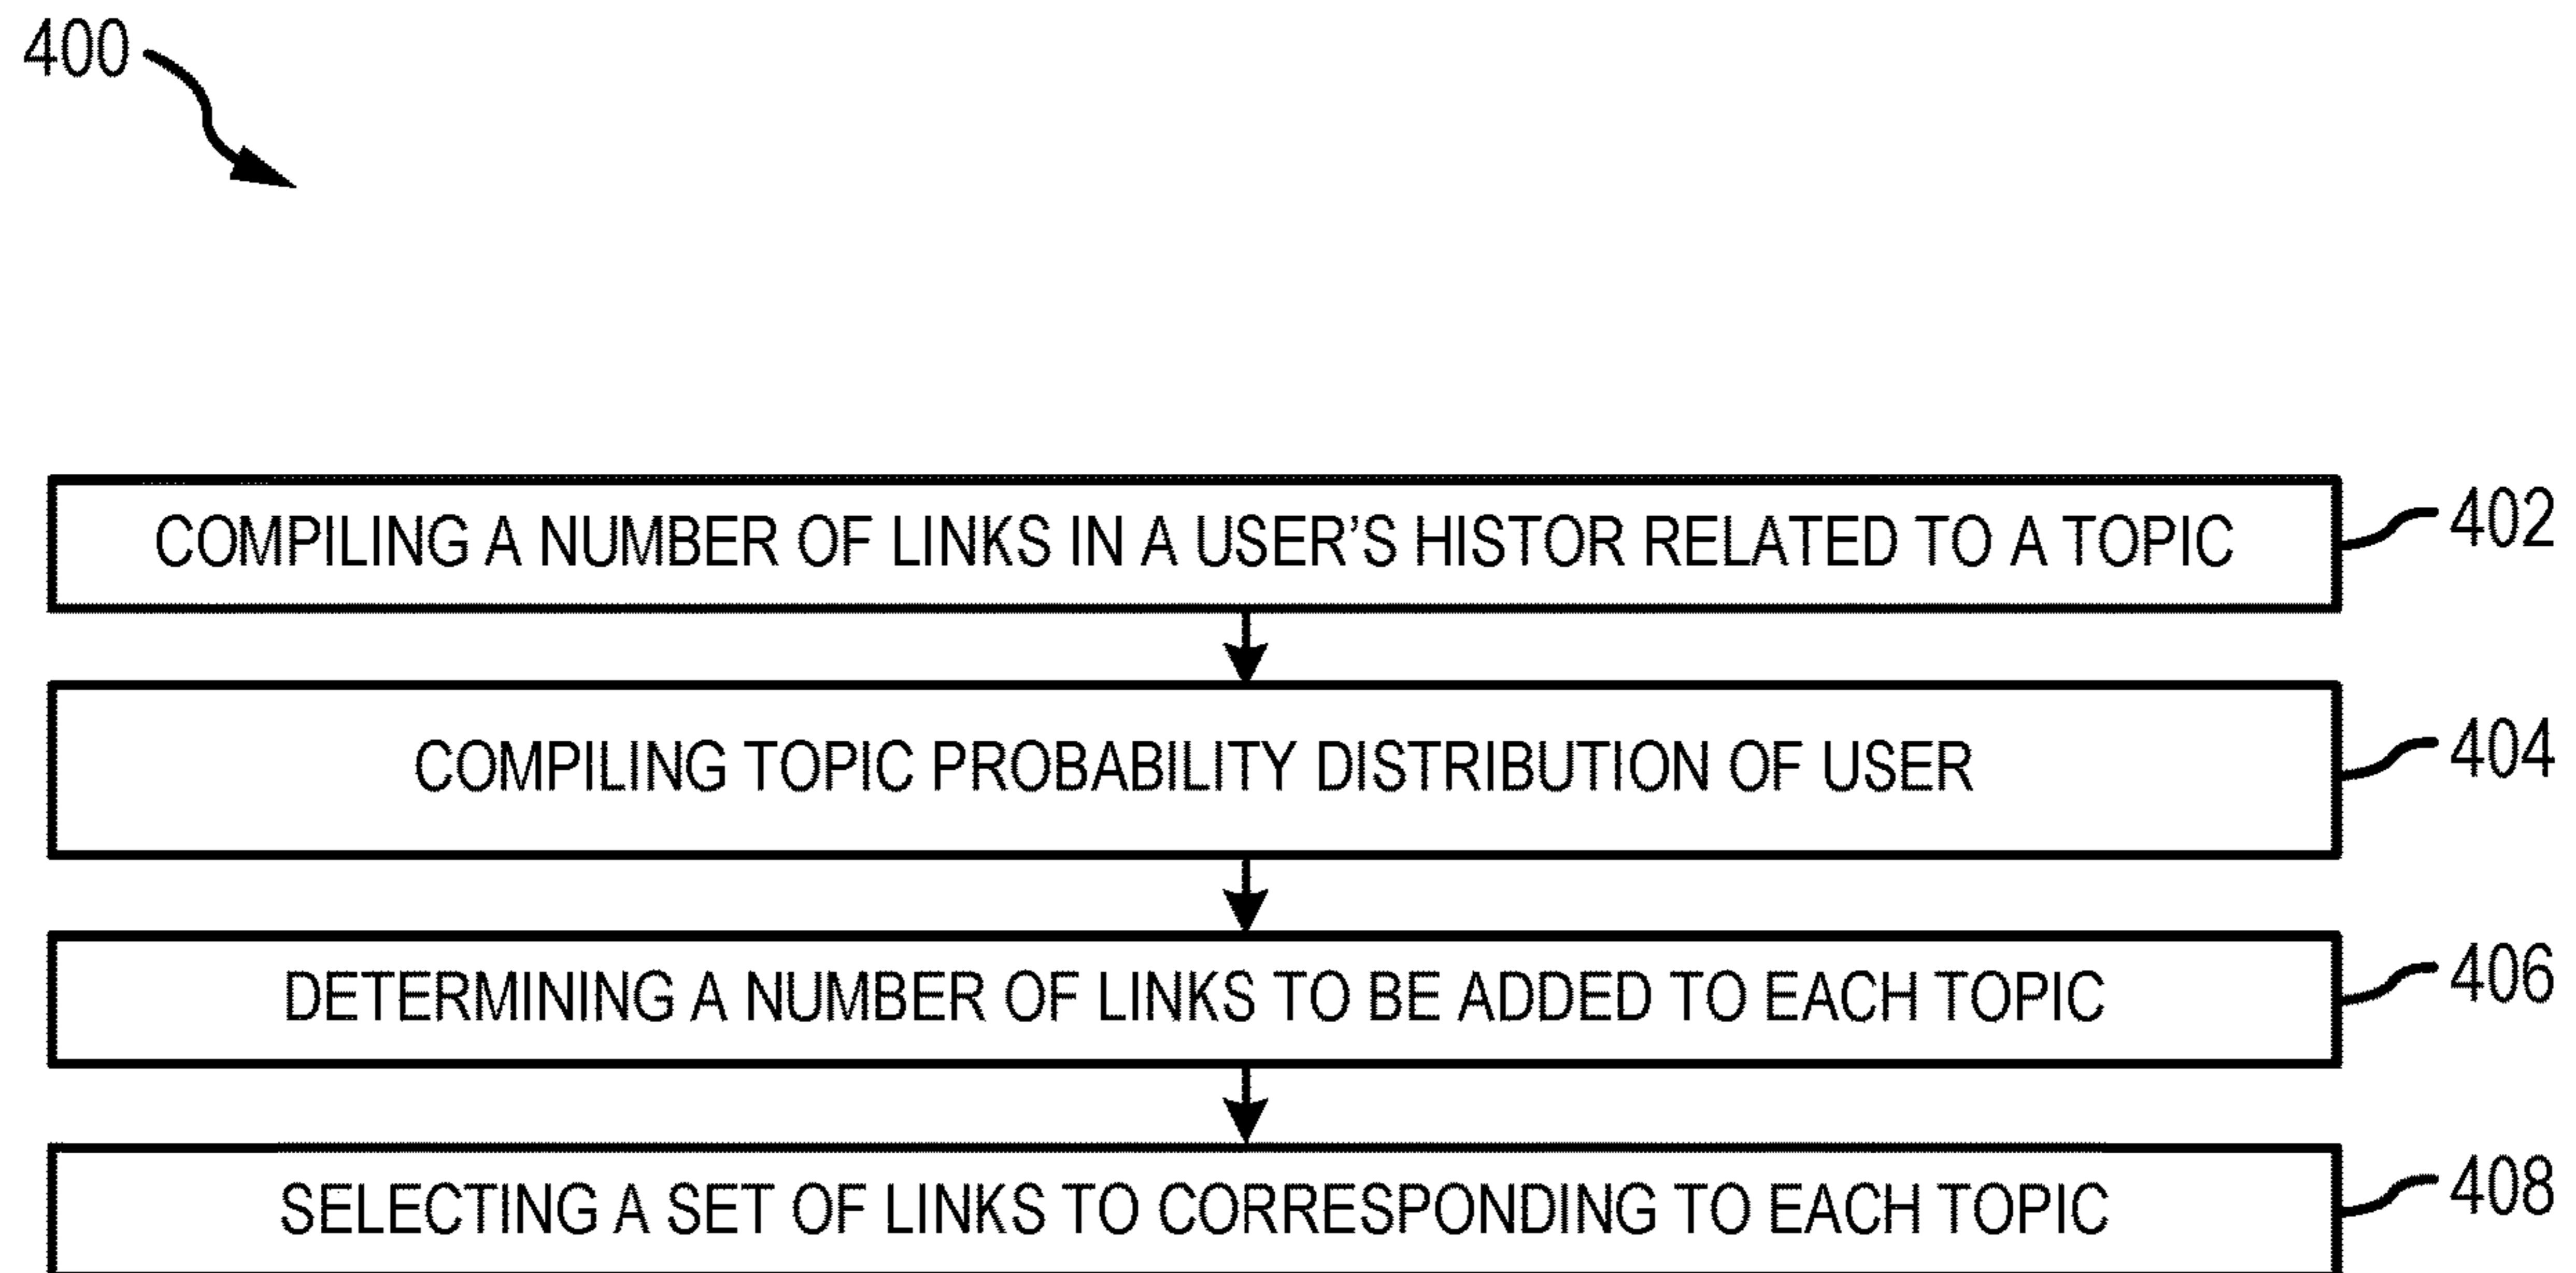 400
COMPILING A NUMBER OF LINKS IN A USER'S HISTOR RELATED TO A TOPIC
402
COMPILING TOPIC PROBABILITY DISTRIBUTION OF USER
404
DETERMINING A NUMBER OF LINKS TO BE ADDED TO EACH TOPIC
406
SELECTING A SET OF LINKS TO CORRESPONDING TO EACH TOPIC
408